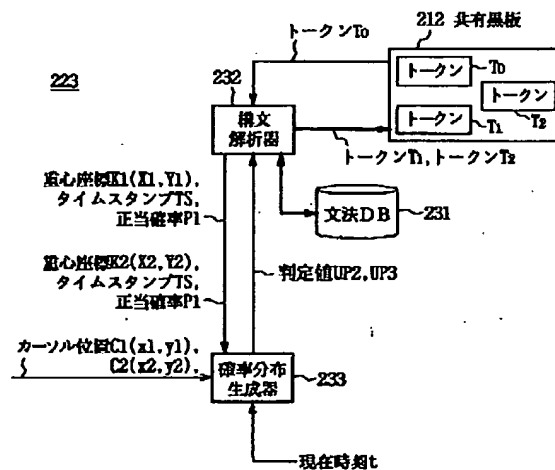 トークンT0
212 共有黒板
223
トークン
T0
232
トークン
T2
構文
解析器
トークン
T1
トークンT1,トークンT2
重心座標K1(X1,Y1),
タイムスタンプTS,
正当確率P1
文法DB
231
重心座標K2(X2,Y2),
タイムスタンプTS,
正当確率P1
判定値UP2,UP3
カーソル位置C1(x1,y1),
C2(x2,y2),
確率分布
生成器
233
現在時刻t